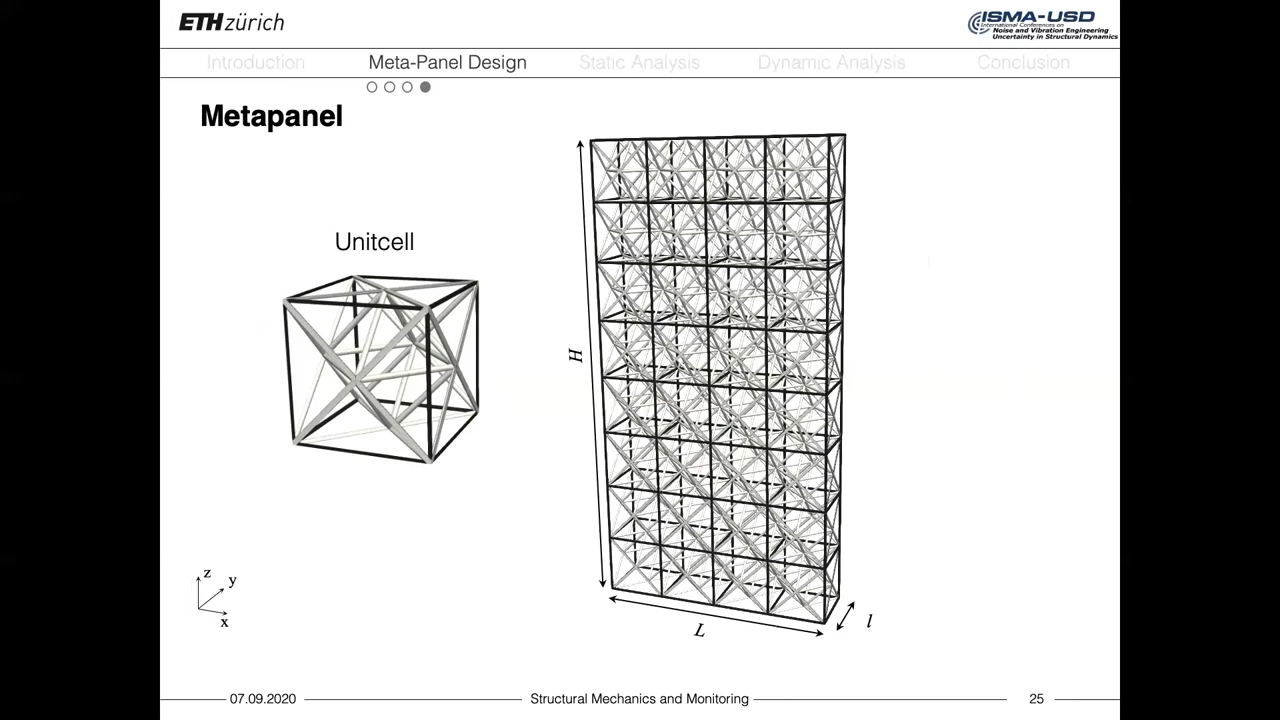 ETH zürich
ISMA-USD
International Conferences on
Noise and Vibration Engineering
Uncertainty in Structural Dynamics
Introduction
Meta-Panel Design
Static Analysis
Dynamic Analysis
Conclusion
Metapanel
Unitcell
H
L
l
z
y
x
07.09.2020
Structural Mechanics and Monitoring
25